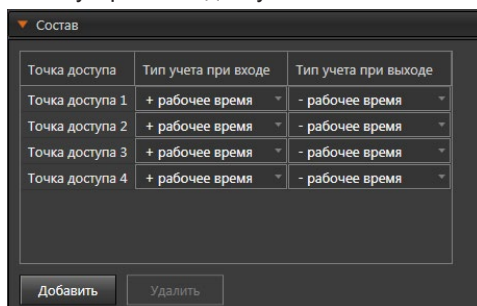 Состав
Точка доступа Тип учета при входе Тип учета при выходе
Точка доступа 1 + рабочее время - рабочее время
Точка доступа 2 + рабочее время - рабочее время
Точка доступа 3 + рабочее время - рабочее время
Точка доступа 4 + рабочее время - рабочее время
Добавить Удалить